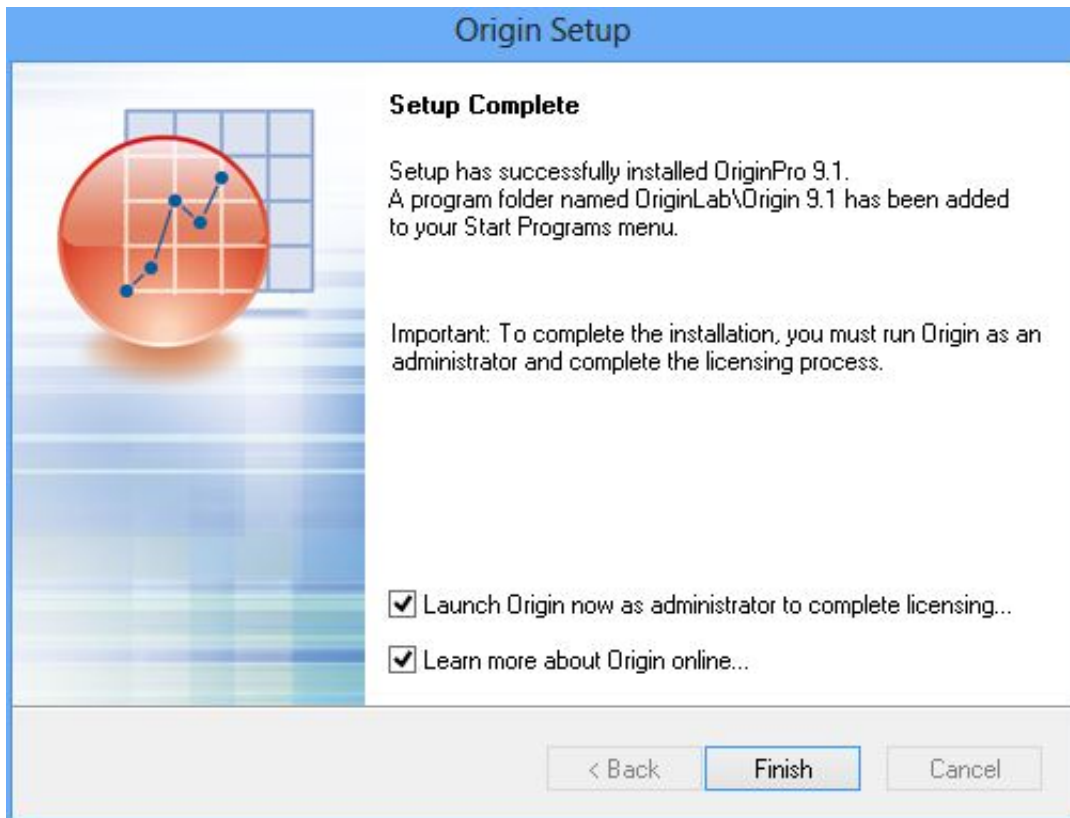 Origin Setup
Setup Complete
Setup has successfully installed OriginPro 9.1.
A program folder named OriginLab\Origin 9.1 has been added
to your Start Programs menu.
Important: To complete the installation, you must run Origin as an
administrator and complete the licensing process.
Launch Origin now as administrator to complete licensing...
Learn more about Origin online...
< Back
Finish
Cancel